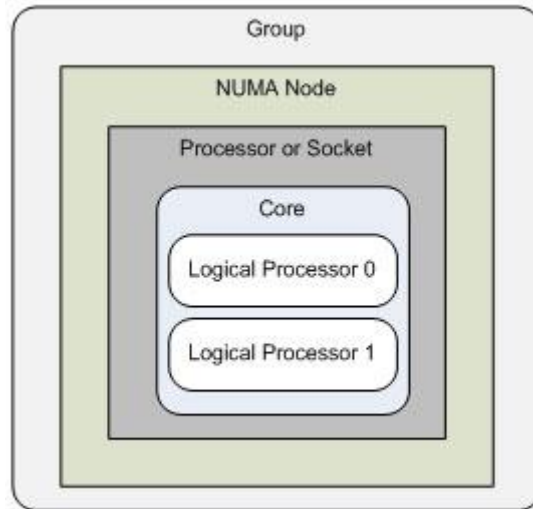 Group
NUMA Node
Processor or Socket
Core
Logical Processor 0
Logical Processor 1